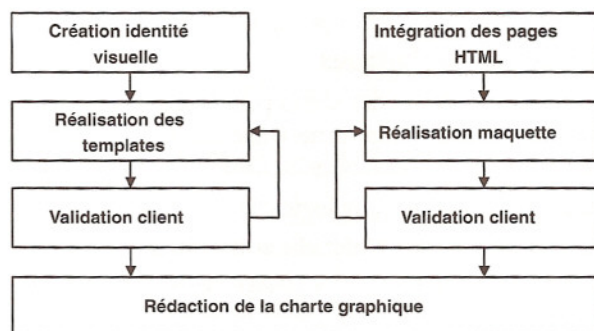 Création identité
visuelle
Réalisation des
templates
Validation client
Intégration des pages
HTML
Réalisation maquette
Validation client
Rédaction de la charte graphique